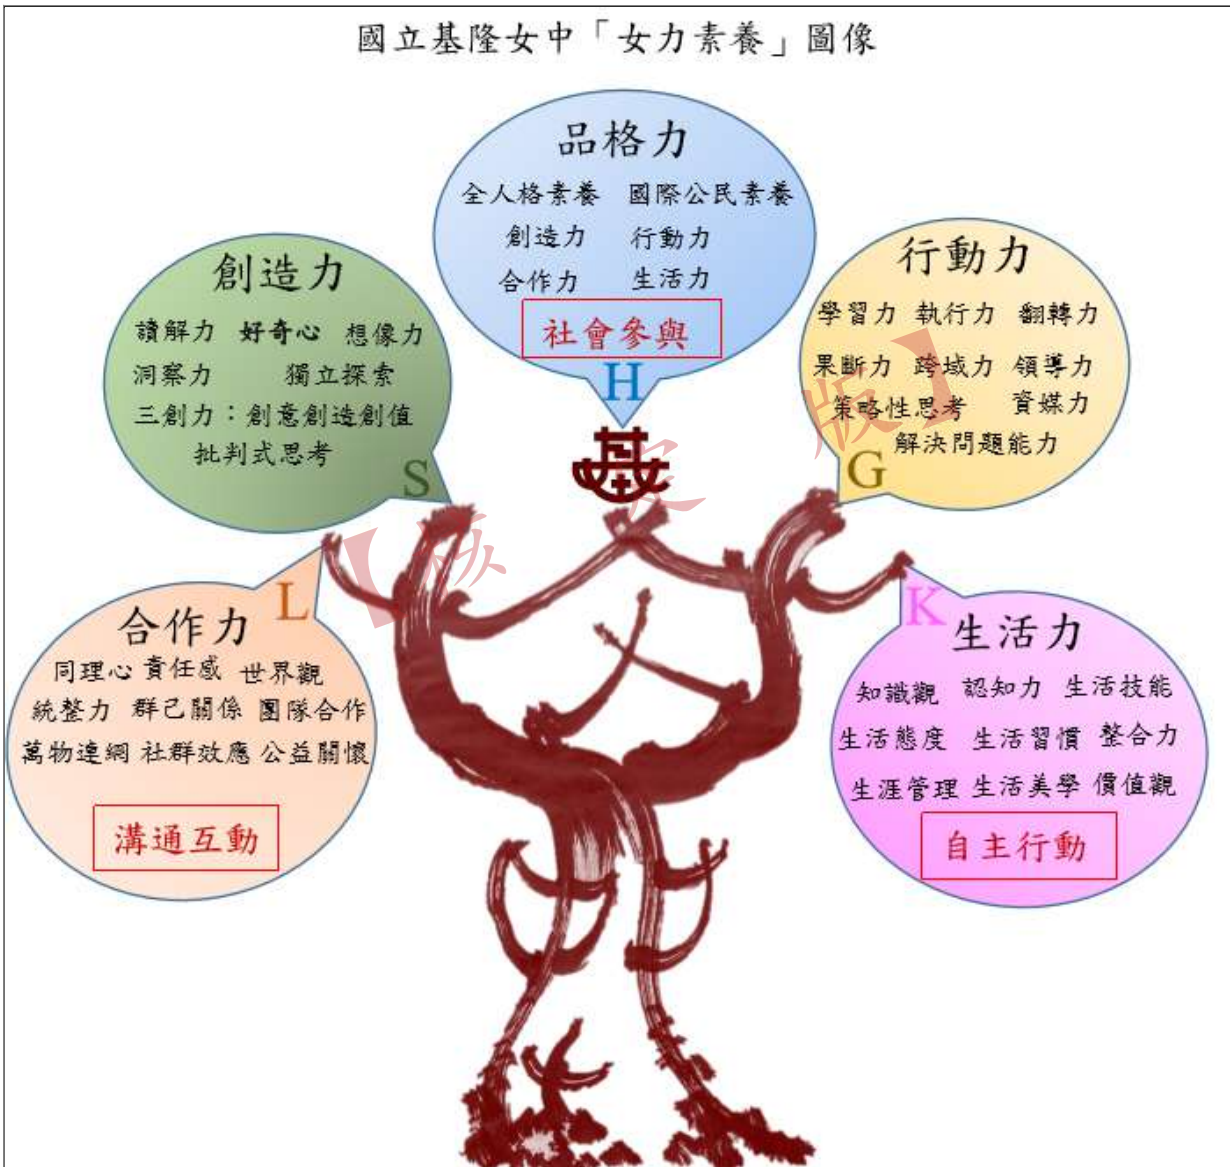 國立基隆女中「女力素養」圖像
品格力
全人格素養 國際公民素養
創造力 行動力
合作力 生活力
社會參與
H
創造力
讀解力 好奇心 想像力
洞察力 獨立探索
三創力：創意創造創值
批判式思考
S
行動力
學習力 執行力 翻轉力
果斷力 跨域力 領導力
策略性思考 資媒力
解決問題能力
G
基
L
合作力
同理心 責任感 世界觀
統整力 群己關係 團隊合作
萬物連網 社群效應 公益關懷
溝通互動
K
生活力
知識觀 認知力 生活技能
生活態度 生活習慣 整合力
生涯管理 生活美學 價值觀
自主行動
【核定版】